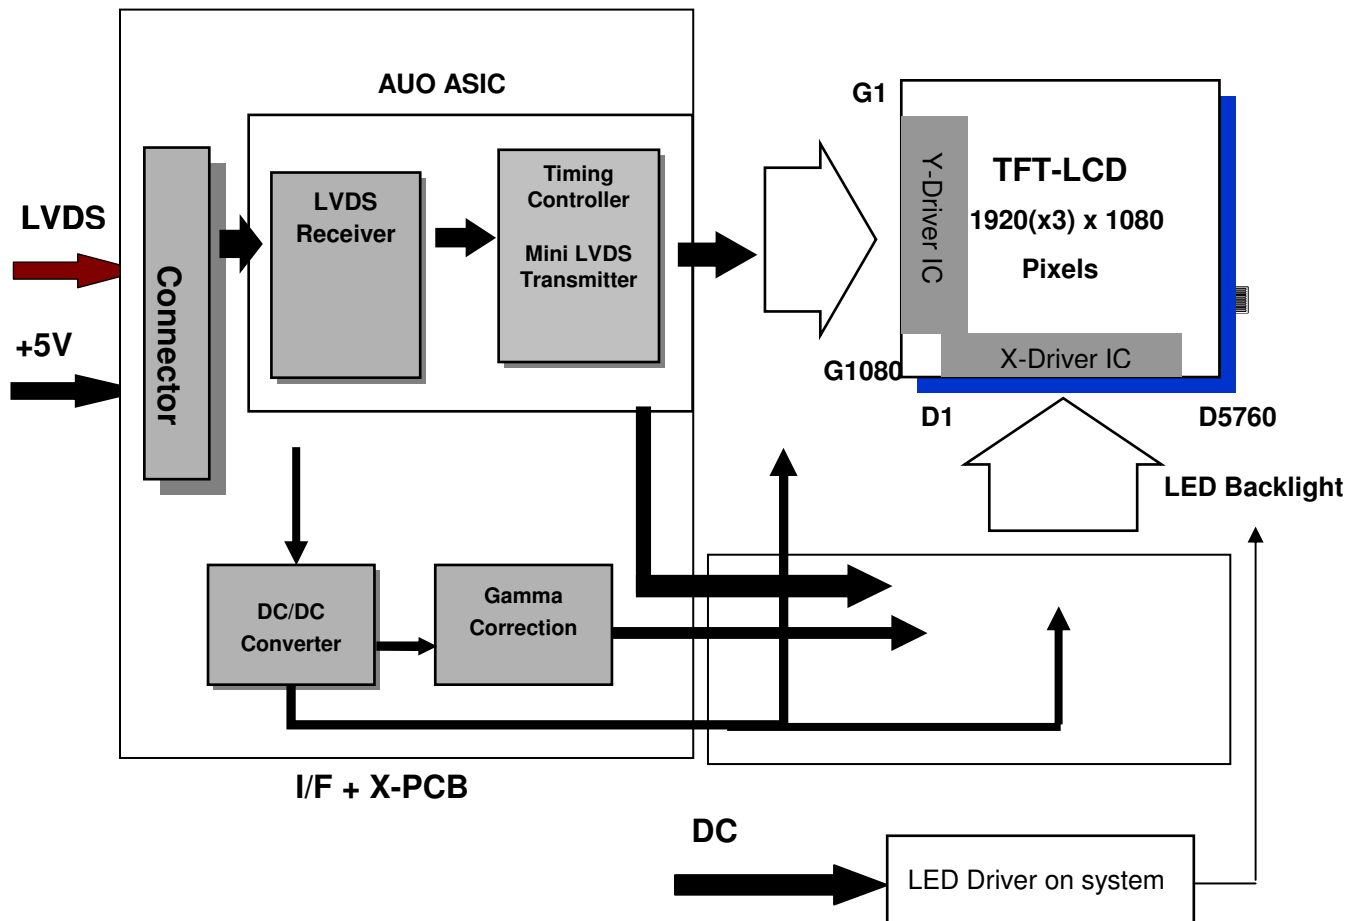 AUO ASIC
G1
LVDS
+5V
Connector
LVDS
Receiver
Timing
Controller
Mini LVDS
Transmitter
Y-Driver IC
TFT-LCD
1920(x3) x 1080
Pixels
X-Driver IC
G1080
D1
D5760
LED Backlight
DC/DC
Converter
Gamma
Correction
I/F + X-PCB
DC
LED Driver on system